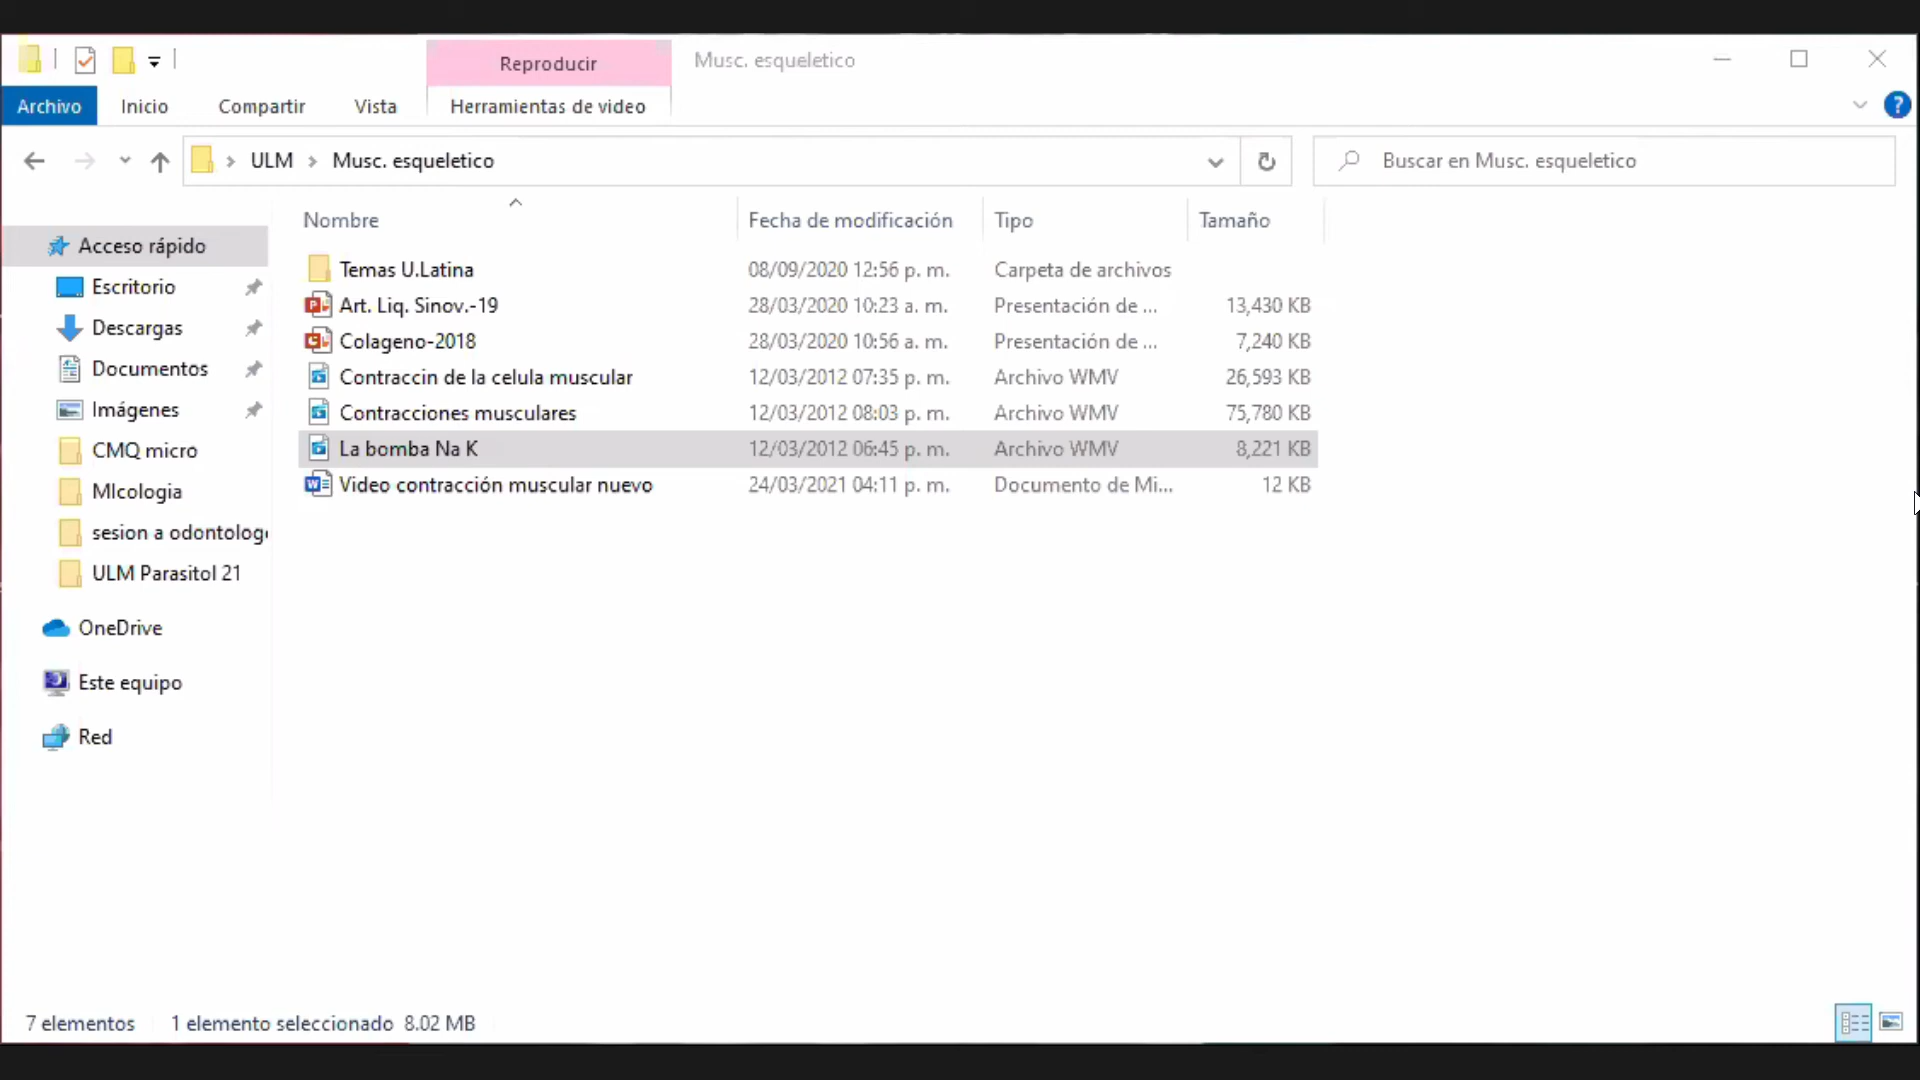 Reproducir
Musc. esqueletico
Archivo
Inicio
Compartir
Vista
Herramientas de video
?
ULM
Musc. esqueletico
Buscar en Musc. esqueletico
Nombre
Fecha de modificación
Tipo
Tamaño
Acceso rápido
Escritorio
Descargas
Documentos
Imágenes
CMQ micro
MIcologia
sesion a odontolog
ULM Parasitol 21
OneDrive
Este equipo
Red
Temas U.Latina 08/09/2020 12:56 p. m. Carpeta de archivos
Art. Liq. Sinov.-19 28/03/2020 10:23 a. m. Presentación de ... 13,430 KB
Colageno-2018 28/03/2020 10:56 a. m. Presentación de ... 7,240 KB
Contraccin de la celula muscular 12/03/2012 07:35 p. m. Archivo WMV 26,593 KB
Contracciones musculares 12/03/2012 08:03 p. m. Archivo WMV 75,780 KB
La bomba Na K 12/03/2012 06:45 p. m. Archivo WMV 8,221 KB
Video contracción muscular nuevo 24/03/2021 04:11 p. m. Documento de Mi... 12 KB
7 elementos
1 elemento seleccionado 8.02 MB